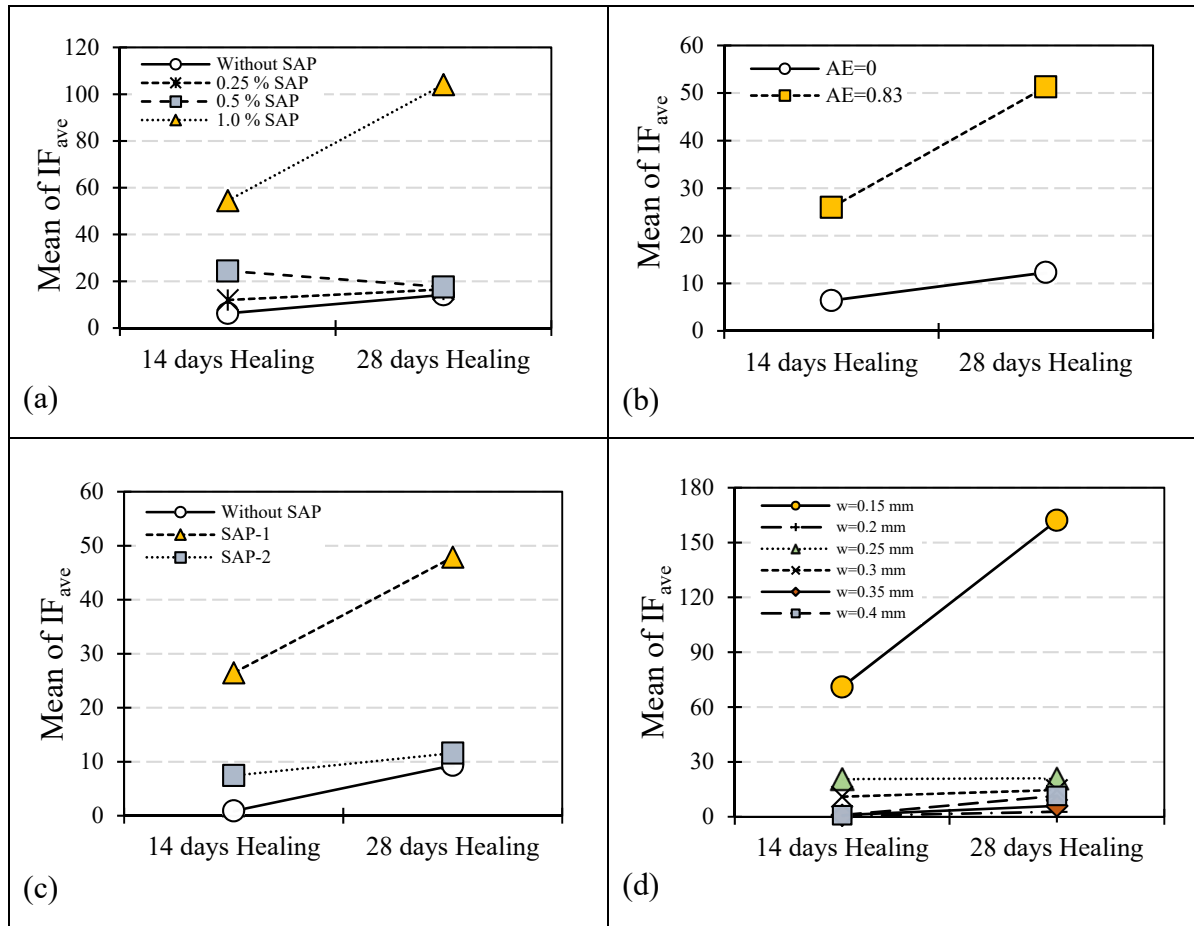 120
100
80
60
40
20
0
Mean of IFave
Without SAP
0.25 % SAP
0.5 % SAP
1.0 % SAP
14 days Healing
28 days Healing
(a)
60
50
40
30
20
10
0
Mean of IFave
AE=0
AE=0.83
14 days Healing
28 days Healing
(b)
60
50
40
30
20
10
0
Mean of IFave
Without SAP
SAP-1
SAP-2
14 days Healing
28 days Healing
(c)
180
150
120
90
60
30
0
Mean of IFave
w=0.15 mm
w=0.2 mm
w=0.25 mm
w=0.3 mm
w=0.35 mm
w=0.4 mm
14 days Healing
28 days Healing
(d)